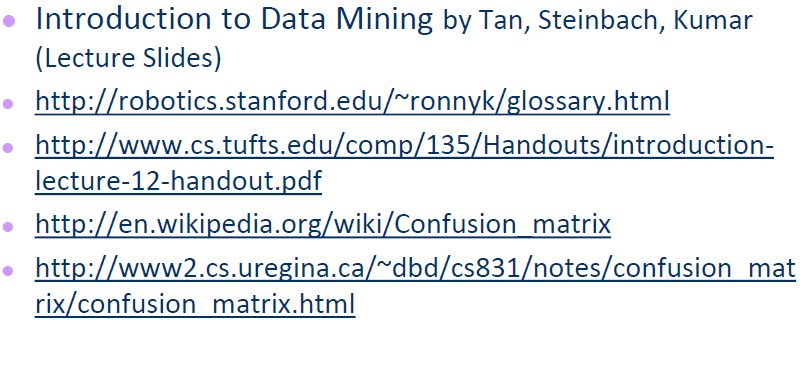 Introduction to Data Mining by Tan, Steinbach, Kumar
(Lecture Slides)
http://robotics.stanford.edu/~ronnyk/glossary.html
http://www.cs.tufts.edu/comp/135/Handouts/introduction-
lecture-12-handout.pdf
http://en.wikipedia.org/wiki/Confusion_matrix
http://www2.cs.uregina.ca/~dbd/cs831/notes/confusion_mat
rix/confusion_matrix.html